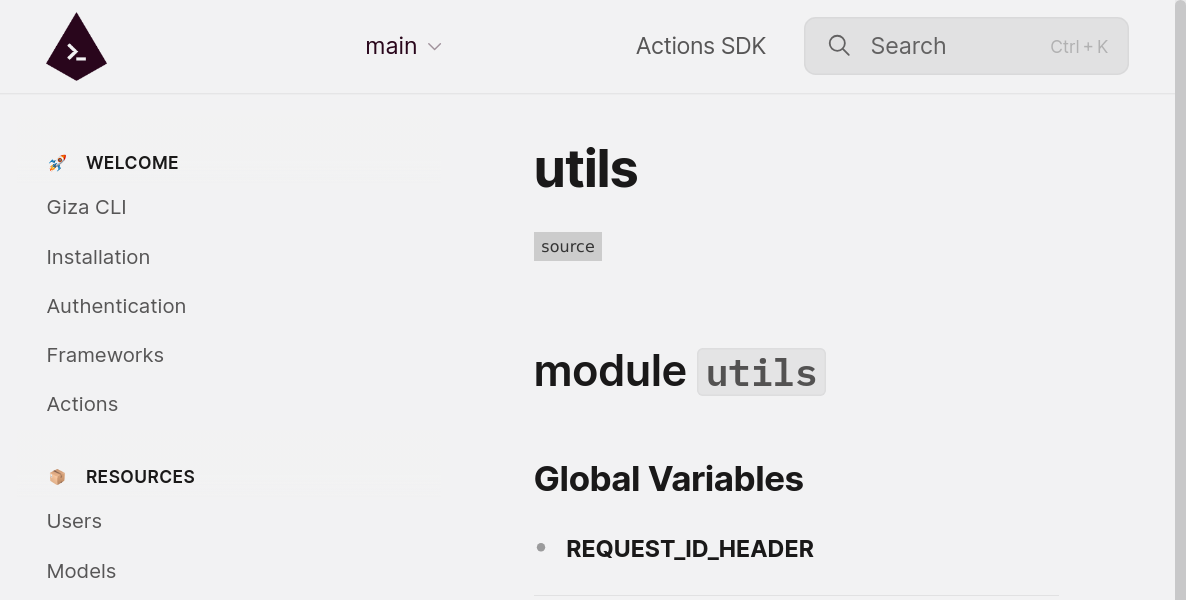 main
Actions SDK
Search
Ctrl + K
WELCOME
Giza CLI
Installation
Authentication
Frameworks
Actions
RESOURCES
Users
Models
utils
source
module utils
Global Variables
REQUEST_ID_HEADER